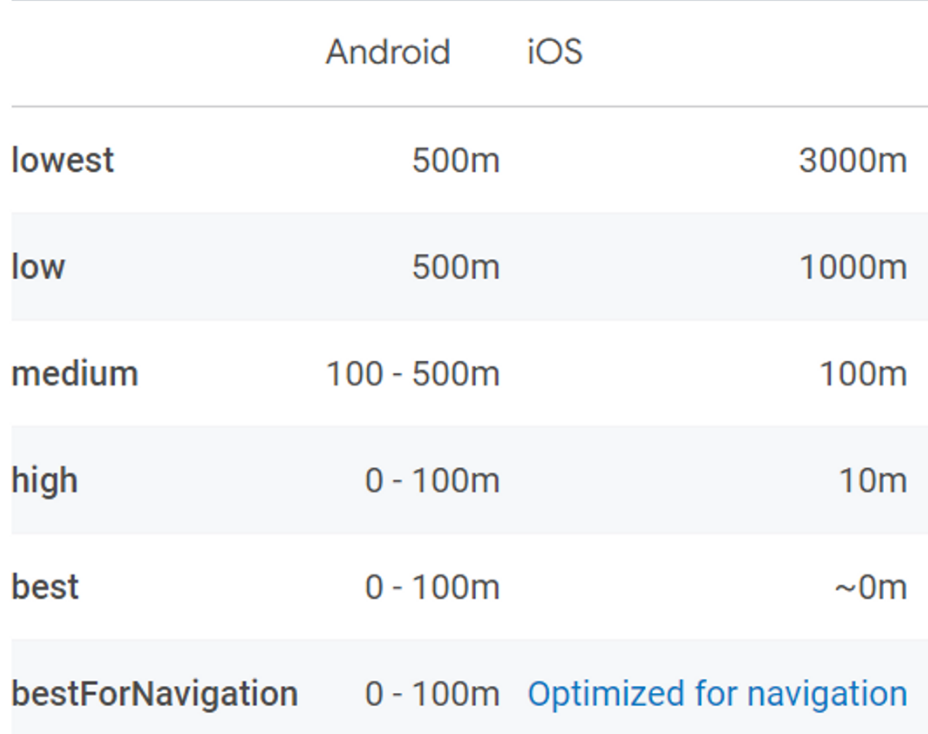 Android iOS
lowest 500m 3000m
low 500m 1000m
medium 100 - 500m 100m
high 0 - 100m 10m
best 0 - 100m ~0m
bestForNavigation 0 - 100m Optimized for navigation